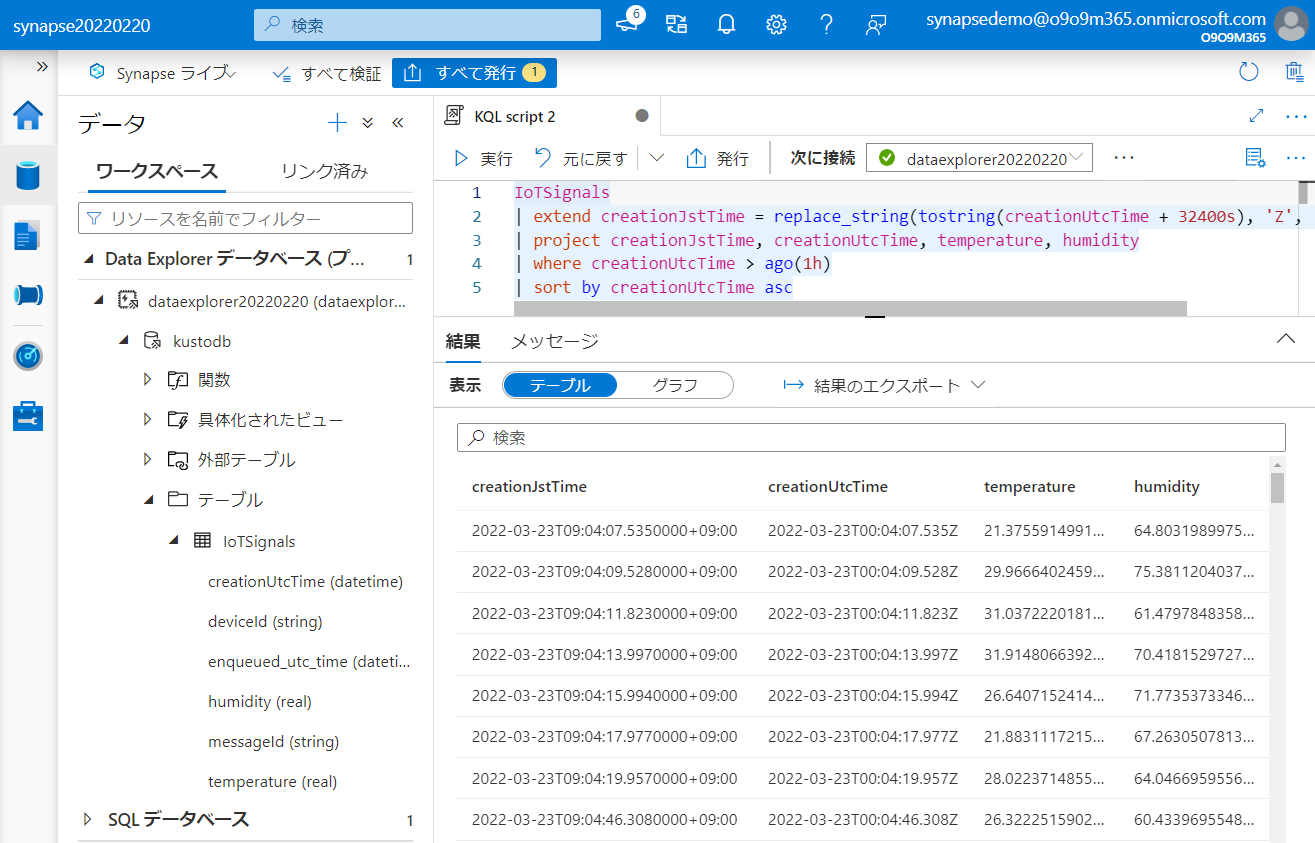 synapse20220220
検索
6
synapsedemo@o9o9m365.onmicrosoft.com
O9O9M365
Synapse ライブ
すべて検証
すべて発行 1
データ
ワークスペース
リンク済み
リソースを名前でフィルター
Data Explorer データベース (プ... 1
dataexplorer20220220 (dataexplor...
kustodb
関数
具体化されたビュー
外部テーブル
テーブル
IoTSignals
creationUtcTime (datetime)
deviceId (string)
enqueued_utc_time (dateti...
humidity (real)
messageId (string)
temperature (real)
SQL データベース 1
KQL script 2
実行 元に戻す 発行 次に接続 dataexplorer20220220
1 IoTSignals
2 | extend creationJstTime = replace_string(tostring(creationUtcTime + 32400s), 'Z',
3 | project creationJstTime, creationUtcTime, temperature, humidity
4 | where creationUtcTime > ago(1h)
5 | sort by creationUtcTime asc
結果 メッセージ
表示 テーブル グラフ 結果のエクスポート
検索
creationJstTime creationUtcTime temperature humidity
2022-03-23T09:04:07.5350000+09:00 2022-03-23T00:04:07.535Z 21.3755914991... 64.8031989975...
2022-03-23T09:04:09.5280000+09:00 2022-03-23T00:04:09.528Z 29.9666402459... 75.3811204037...
2022-03-23T09:04:11.8230000+09:00 2022-03-23T00:04:11.823Z 31.0372220181... 61.4797848358...
2022-03-23T09:04:13.9970000+09:00 2022-03-23T00:04:13.997Z 31.9148066392... 70.4181529727...
2022-03-23T09:04:15.9940000+09:00 2022-03-23T00:04:15.994Z 26.6407152414... 71.7735373346...
2022-03-23T09:04:17.9770000+09:00 2022-03-23T00:04:17.977Z 21.8831117215... 67.2630507813...
2022-03-23T09:04:19.9570000+09:00 2022-03-23T00:04:19.957Z 28.0223714855... 64.0466959556...
2022-03-23T09:04:46.3080000+09:00 2022-03-23T00:04:46.308Z 26.3222515902... 60.4339695548...